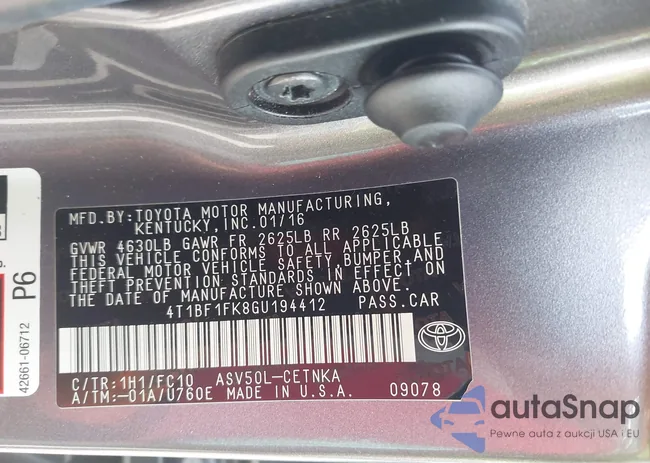 MFD.BY:TOYOTA MOTOR MANUFACTURING,
KENTUCKY,INC.01/16
GVWR 4630LB GAWR FR 2625LB RR 2625LB
THIS VEHICLE CONFORMS TO ALL APPLICABLE
FEDERAL MOTOR VEHICLE SAFETY,BUMPER,AND
THEFT PREVENTION STANDARDS IN EFFECT ON
THE DATE OF MANUFACTURE SHOWN ABOVE.
4T1BF1FK8GU194412 PASS.CAR
C/TR:1H1/FC10 ASV50L-CETNKA
A/TM:-01A/U760E MADE IN U.S.A. 09078
P6
42661-06712
autaSnap
Pewne auta z aukcji USA i EU